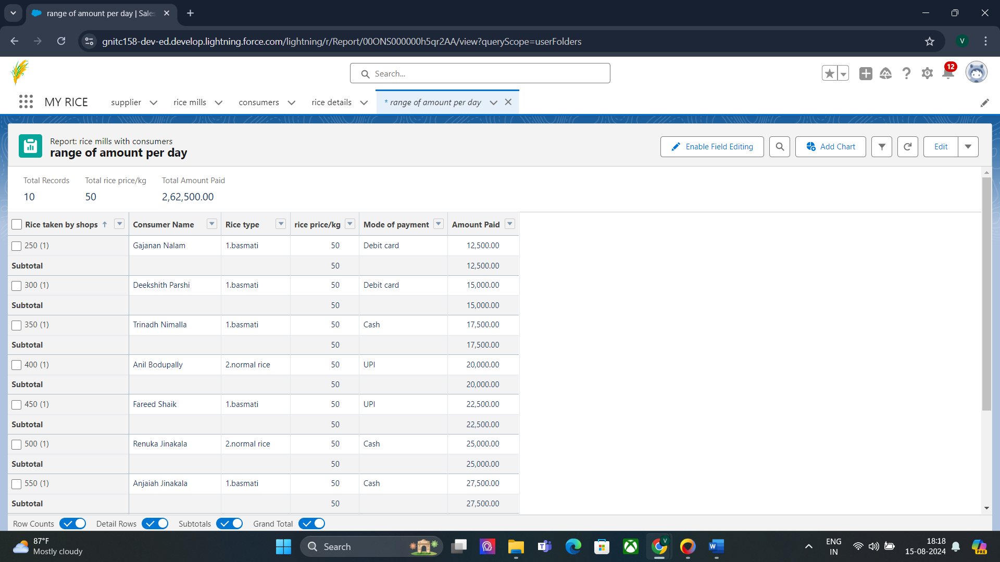 range of amount per day | Sales
gnitc158-dev-ed.develop.lightning.force.com/lightning/r/Report/00ONS000000h5qr2AA/view?queryScope=userFolders
V
Search...
12
MY RICE
supplier
rice mills
consumers
rice details
* range of amount per day
Report: rice mills with consumers
range of amount per day
Enable Field Editing
Add Chart
Edit
Total Records Total rice price/kg Total Amount Paid
10 50 2,62,500.00
Rice taken by shops ↑ Consumer Name Rice type rice price/kg Mode of payment Amount Paid
250 (1) Gajanan Nalam 1.basmati 50 Debit card 12,500.00
Subtotal 50 12,500.00
300 (1) Deekshith Parshi 1.basmati 50 Debit card 15,000.00
Subtotal 50 15,000.00
350 (1) Trinadh Nimalla 1.basmati 50 Cash 17,500.00
Subtotal 50 17,500.00
400 (1) Anil Bodupally 2.normal rice 50 UPI 20,000.00
Subtotal 50 20,000.00
450 (1) Fareed Shaik 1.basmati 50 UPI 22,500.00
Subtotal 50 22,500.00
500 (1) Renuka Jinakala 2.normal rice 50 Cash 25,000.00
Subtotal 50 25,000.00
550 (1) Anjaiah Jinakala 1.basmati 50 Cash 27,500.00
Subtotal 50 27,500.00
Row Counts Detail Rows Subtotals Grand Total
87°F
Mostly cloudy
Search
ENG
IN
18:18
15-08-2024
PRE